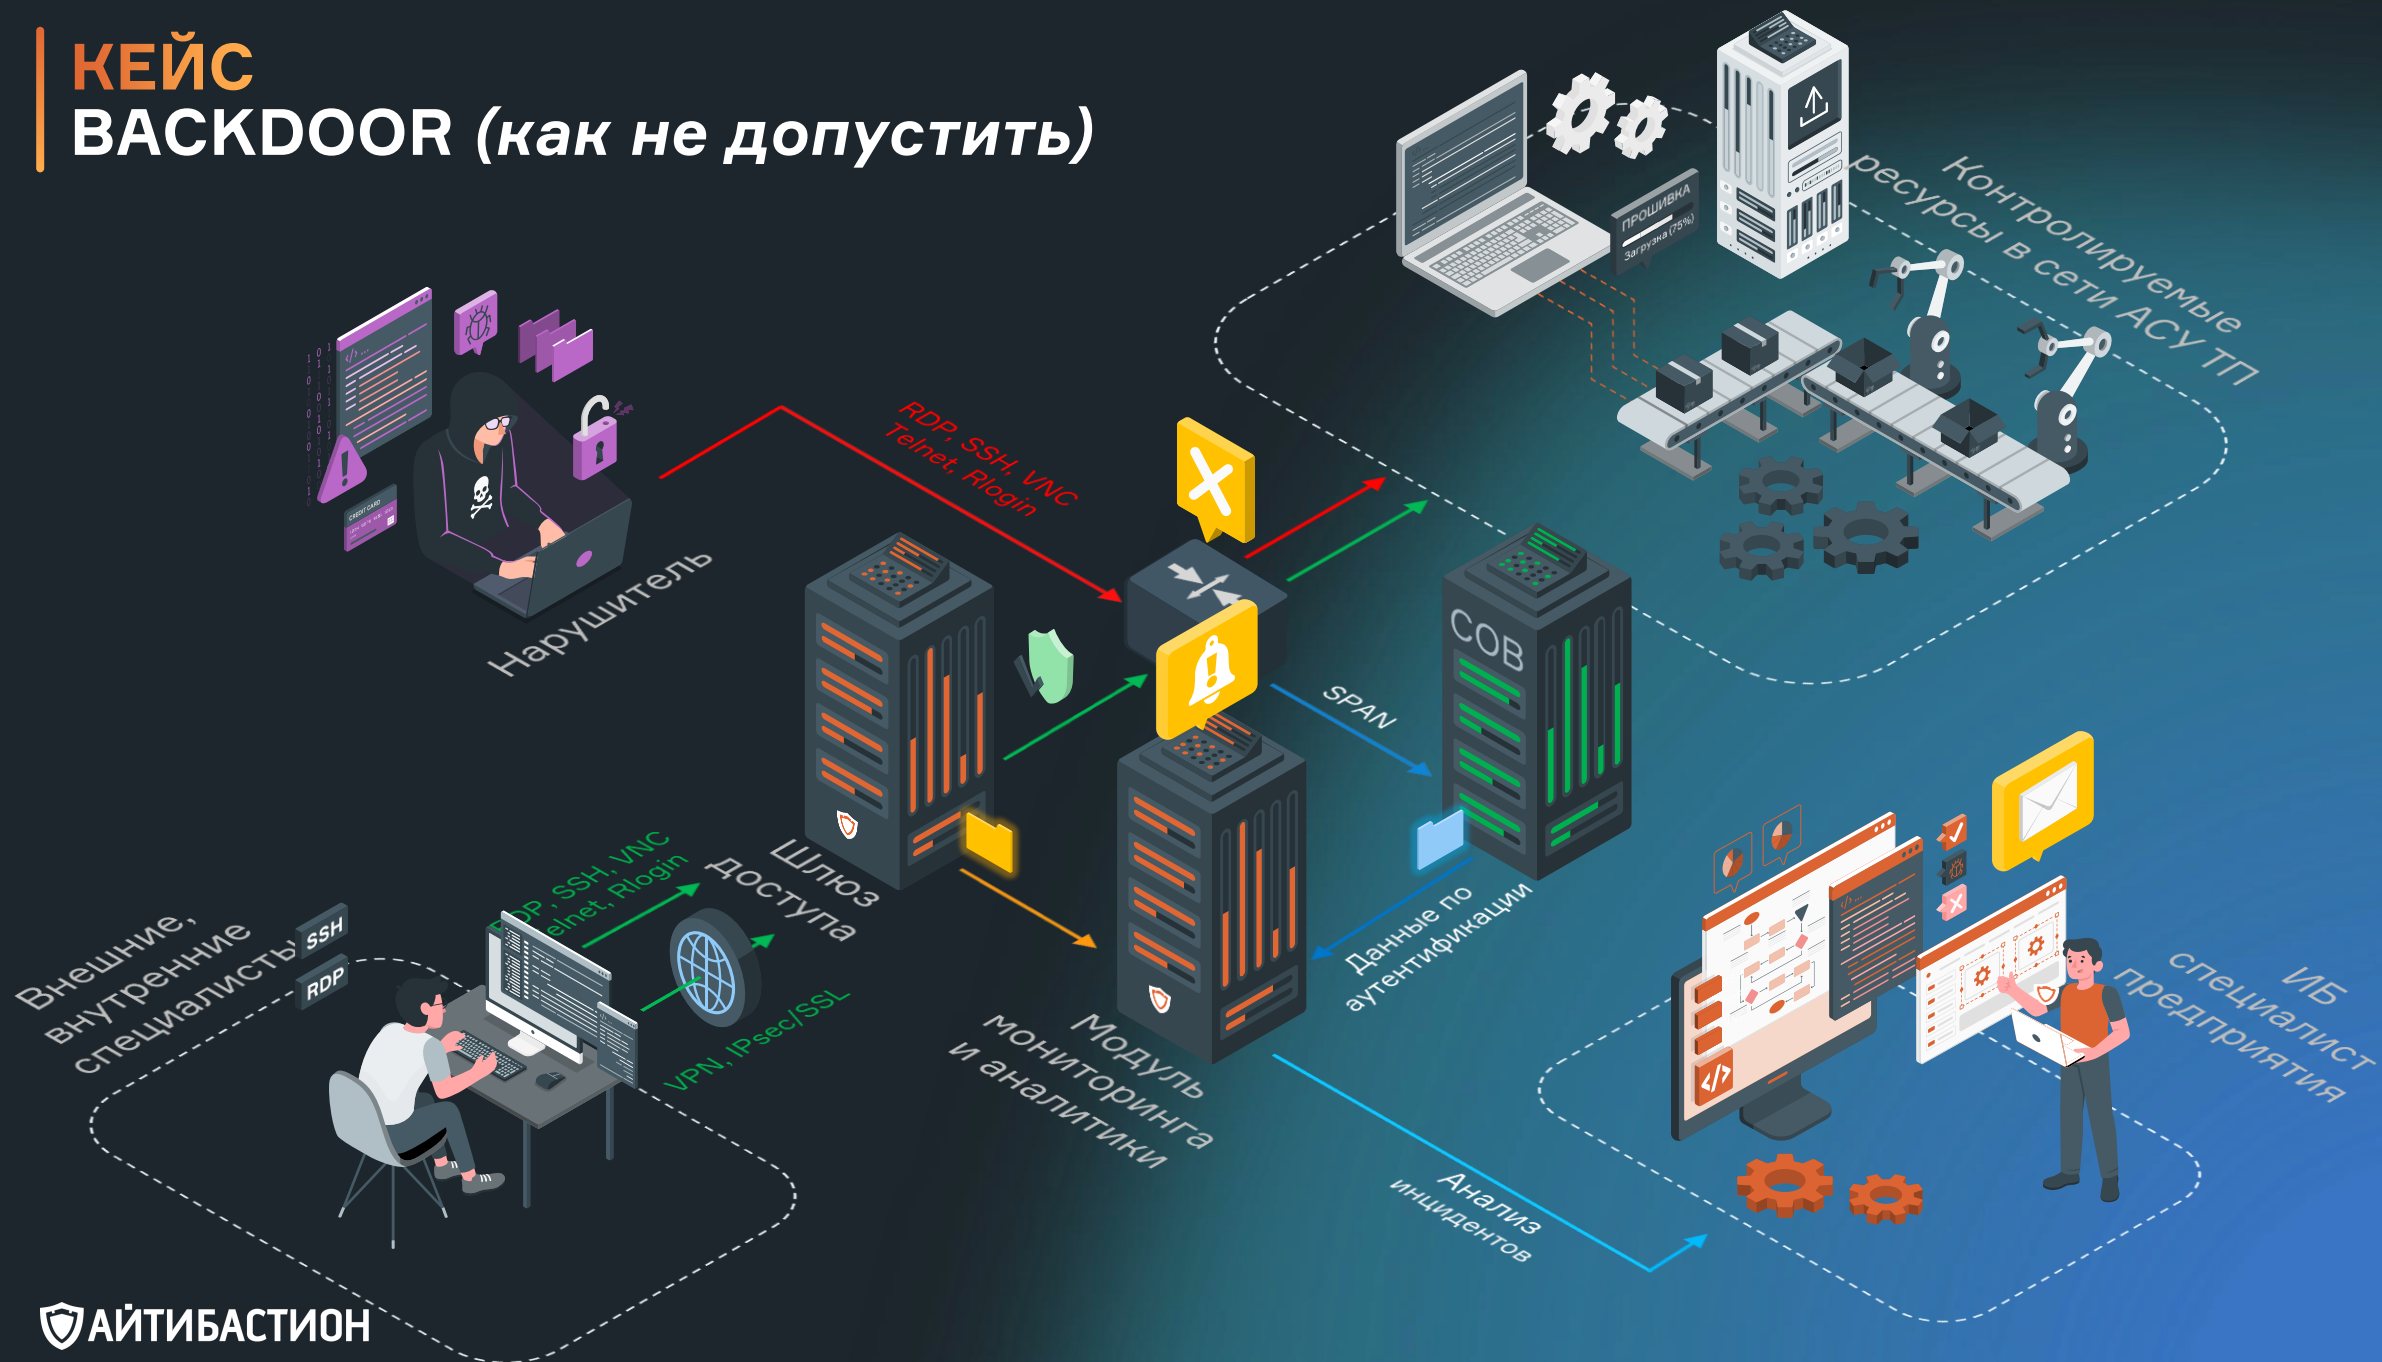 КЕЙС
BACKDOOR (как не допустить)
ПРОШИВКА
Загрузка (75%)
Контролируемые
ресурсы в сети АСУ ТП
CREDIT CARD
Нарушитель
RDP, SSH, VNC
Telnet, Rlogin
СОВ
SPAN
Шлюз
доступа
RDP, SSH, VNC
Telnet, Rlogin
VPN, IPsec/SSL
Внешние,
внутренние
специалисты
SSH
RDP
Данные по
аутентификации
Модуль
мониторинга
и аналитики
Анализ
инцидентов
ИБ
специалист
предприятия
АЙТИБАСТИОН